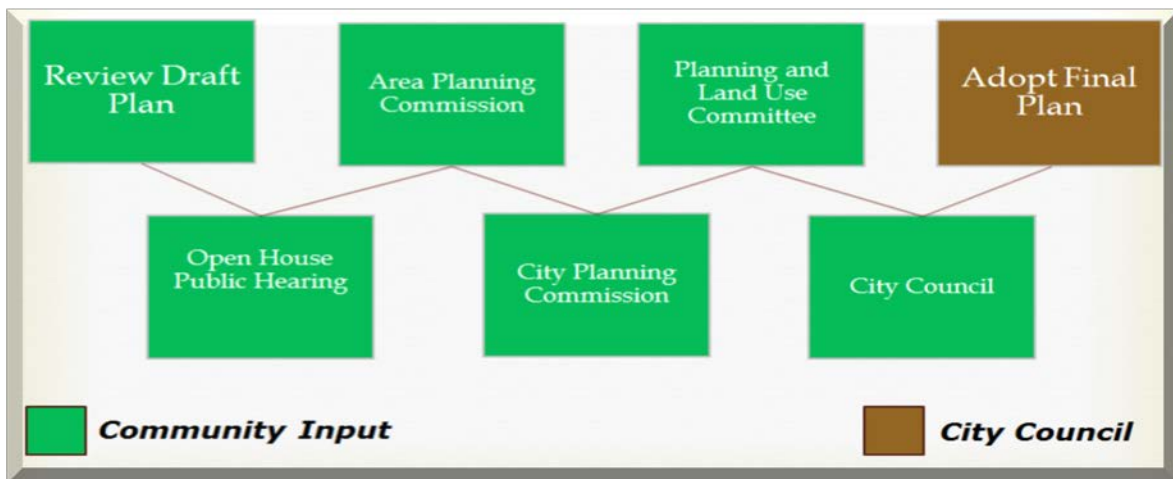 Review Draft
Plan
Area Planning
Commission
Planning and
Land Use
Committee
Adopt Final
Plan
Open House
Public Hearing
City Planning
Commission
City Council
Community Input
City Council